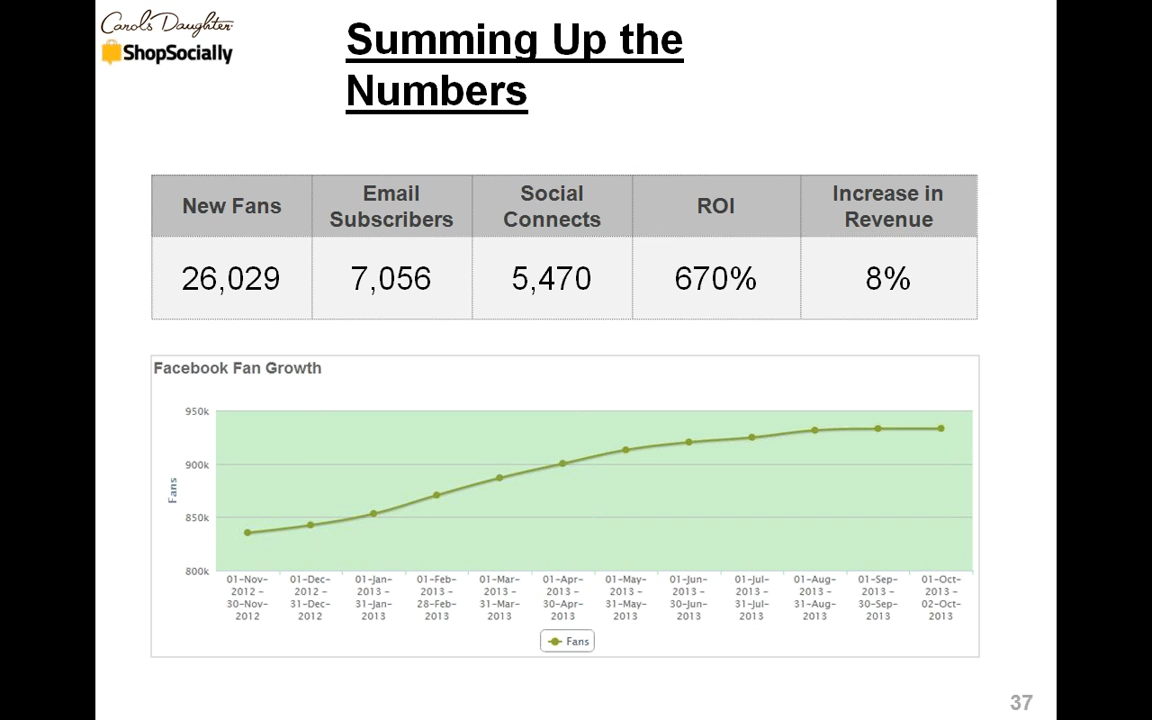 Carol's Daughter
ShopSocially
Summing Up the
Numbers
New Fans
Email
Subscribers
Social
Connects
ROI
Increase in
Revenue
26,029
7,056
5,470
670%
8%
Facebook Fan Growth
950k
900k
850k
800k
Fans
01-Nov-
2012 -
30-Nov-
2012
01-Dec-
2012 -
31-Dec-
2012
01-Jan-
2013 -
31-Jan-
2013
01-Feb-
2013 -
28-Feb-
2013
01-Mar-
2013 -
31-Mar-
2013
01-Apr-
2013 -
30-Apr-
2013
01-May-
2013 -
31-May-
2013
01-Jun-
2013 -
30-Jun-
2013
01-Jul-
2013 -
31-Jul-
2013
01-Aug-
2013 -
31-Aug-
2013
01-Sep-
2013 -
30-Sep-
2013
01-Oct-
2013 -
02-Oct-
2013
Fans
37